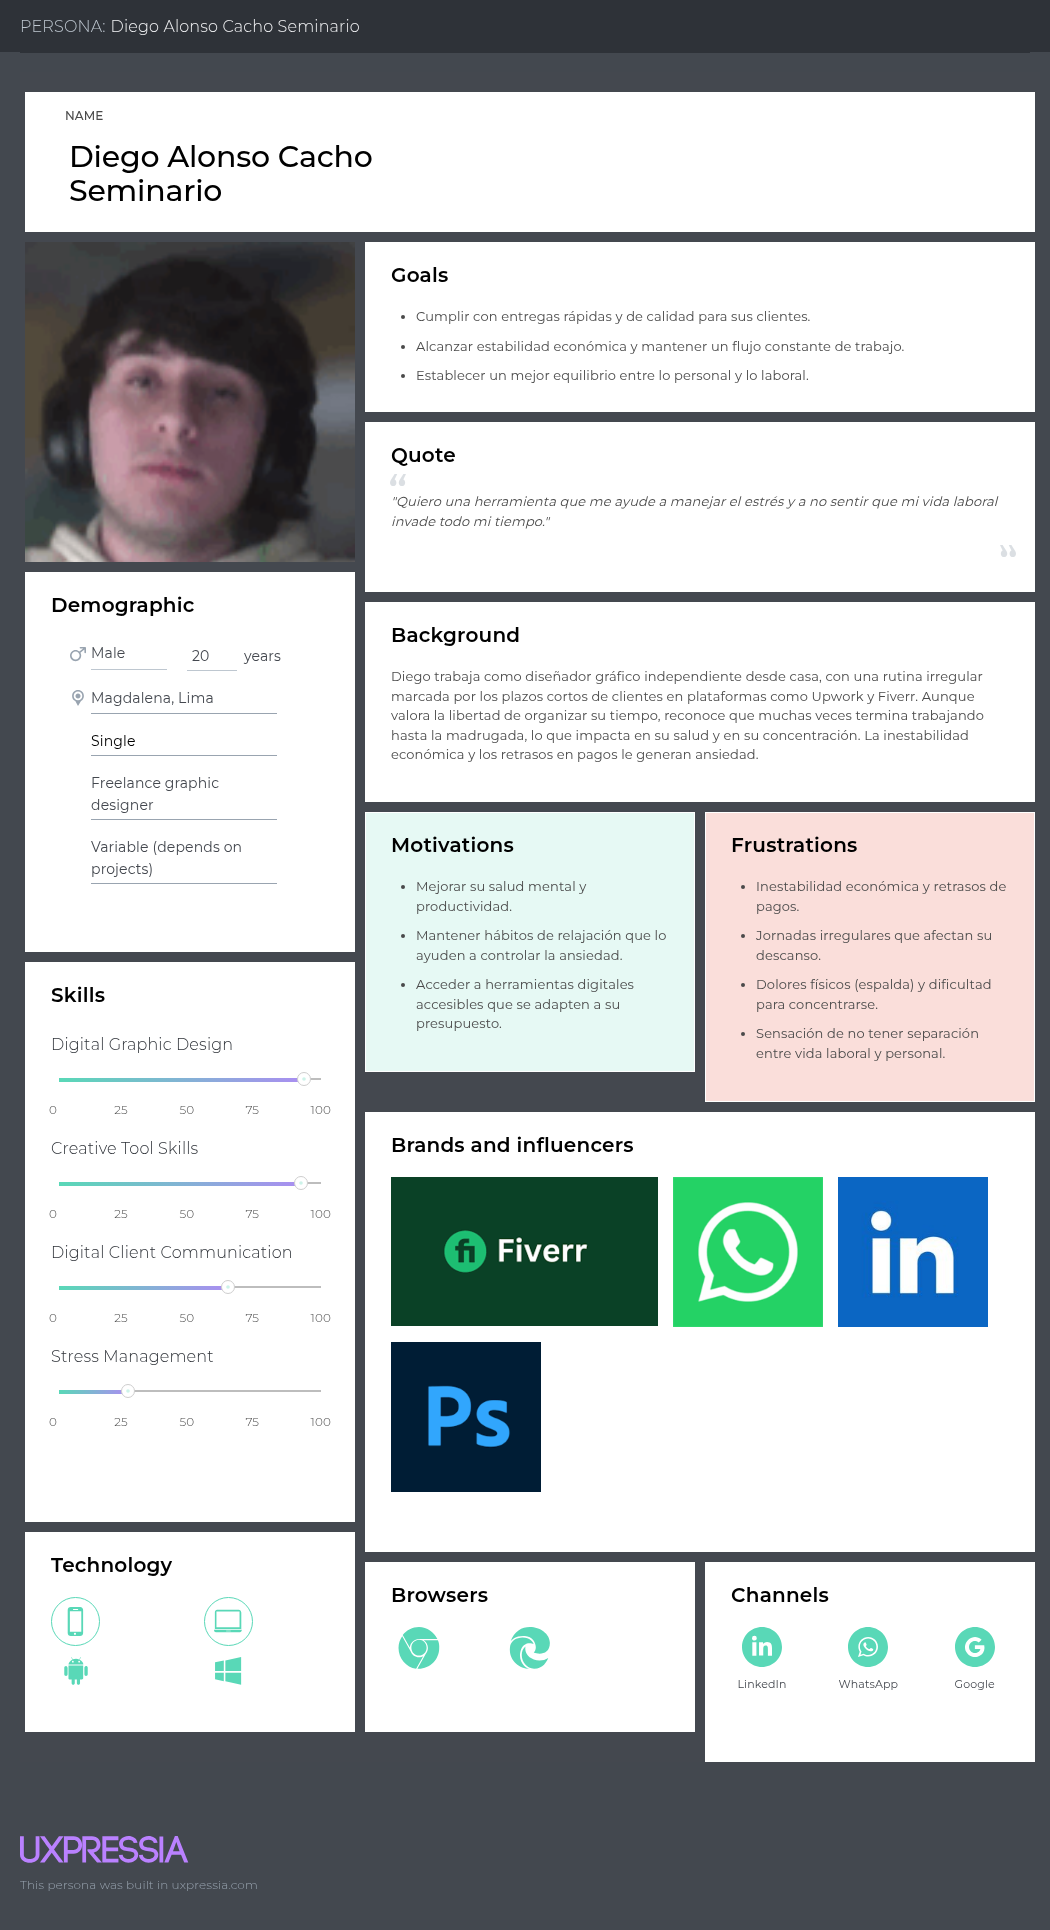 PERSONA: Diego Alonso Cacho Seminario
NAME
Diego Alonso Cacho
Seminario
Goals
Cumplir con entregas rápidas y de calidad para sus clientes.
Alcanzar estabilidad económica y mantener un flujo constante de trabajo.
Establecer un mejor equilibrio entre lo personal y lo laboral.
Quote
"Quiero una herramienta que me ayude a manejar el estrés y a no sentir que mi vida laboral
invade todo mi tiempo."
Demographic
Male 20 years
Magdalena, Lima
Single
Freelance graphic
designer
Variable (depends on
projects)
Background
Diego trabaja como diseñador gráfico independiente desde casa, con una rutina irregular
marcada por los plazos cortos de clientes en plataformas como Upwork y Fiverr. Aunque
valora la libertad de organizar su tiempo, reconoce que muchas veces termina trabajando
hasta la madrugada, lo que impacta en su salud y en su concentración. La inestabilidad
económica y los retrasos en pagos le generan ansiedad.
Motivations
Mejorar su salud mental y
productividad.
Mantener hábitos de relajación que lo
ayuden a controlar la ansiedad.
Acceder a herramientas digitales
accesibles que se adapten a su
presupuesto.
Frustrations
Inestabilidad económica y retrasos de
pagos.
Jornadas irregulares que afectan su
descanso.
Dolores físicos (espalda) y dificultad
para concentrarse.
Sensación de no tener separación
entre vida laboral y personal.
Skills
Digital Graphic Design
0 25 50 75 100
Creative Tool Skills
0 25 50 75 100
Digital Client Communication
0 25 50 75 100
Stress Management
0 25 50 75 100
Brands and influencers
fi Fiverr
in
Ps
Technology
Browsers
Channels
in
G
LinkedIn WhatsApp Google
UXPRESSIA
This persona was built in uxpressia.com